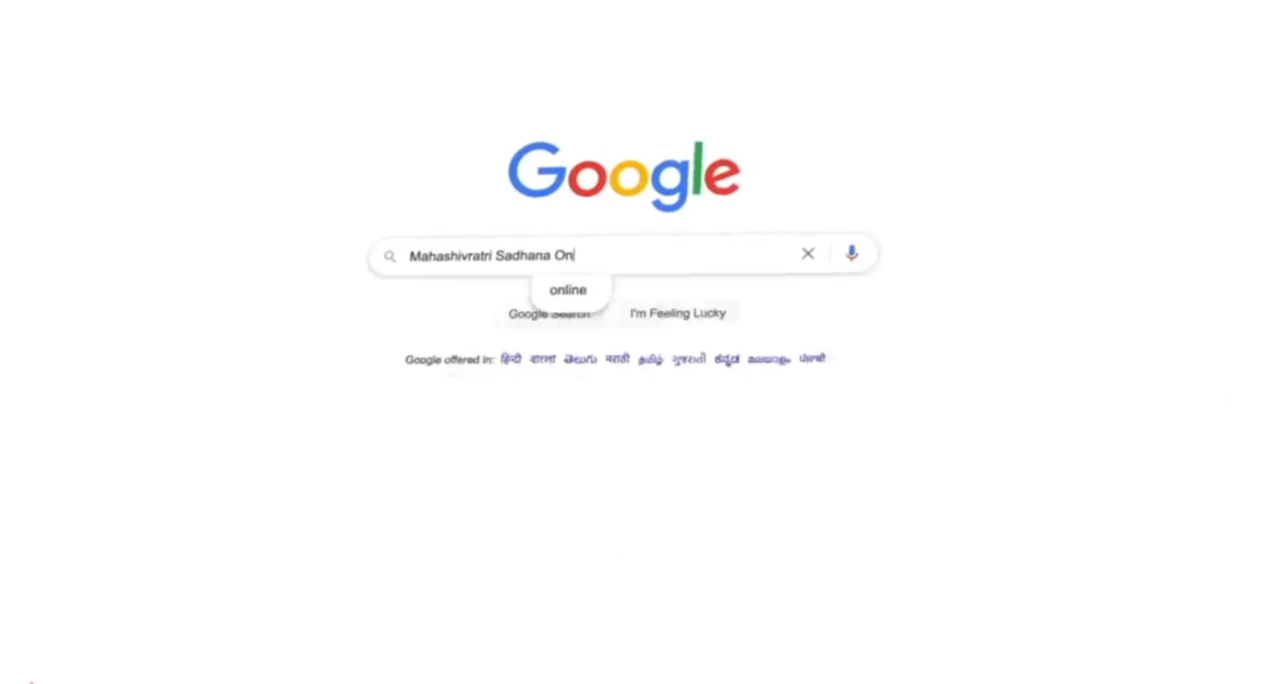 Google
Mahashivratri Sadhana On
online
Google Search I'm Feeling Lucky
Google offered in: हिन्दी বাংলা తెలుగు मराठी தமிழ் ગુજરાતી ಕನ್ನಡ മലയാളം ਪੰਜਾਬੀ